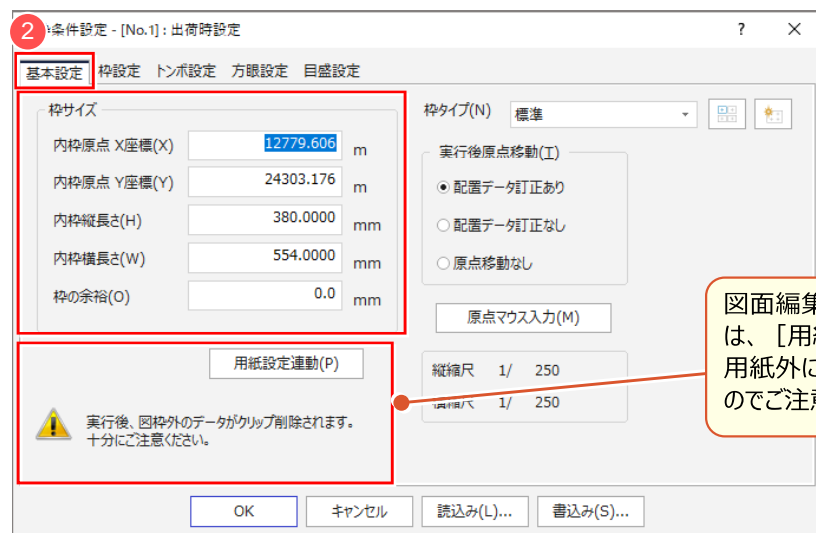 2
条件設定 - [No.1] : 出荷時設定
? ×
基本設定 枠設定 トンボ設定 方眼設定 目盛設定
枠サイズ
内枠原点 X座標(X) 12779.606 m
内枠原点 Y座標(Y) 24303.176 m
内枠縦長さ(H) 380.0000 mm
内枠横長さ(W) 554.0000 mm
枠の余裕(O) 0.0 mm
用紙設定連動(P)
実行後、図枠外のデータがクリップ削除されます。
十分にご注意ください。
枠タイプ(N) 標準
実行後原点移動(I)
配置データ訂正あり
配置データ訂正なし
原点移動なし
原点マウス入力(M)
縦縮尺 1/ 250
横縮尺 1/ 250
図面編集
は、[用紙
用紙外に
のでご注意
OK キャンセル 読込み(L)... 書込み(S)...